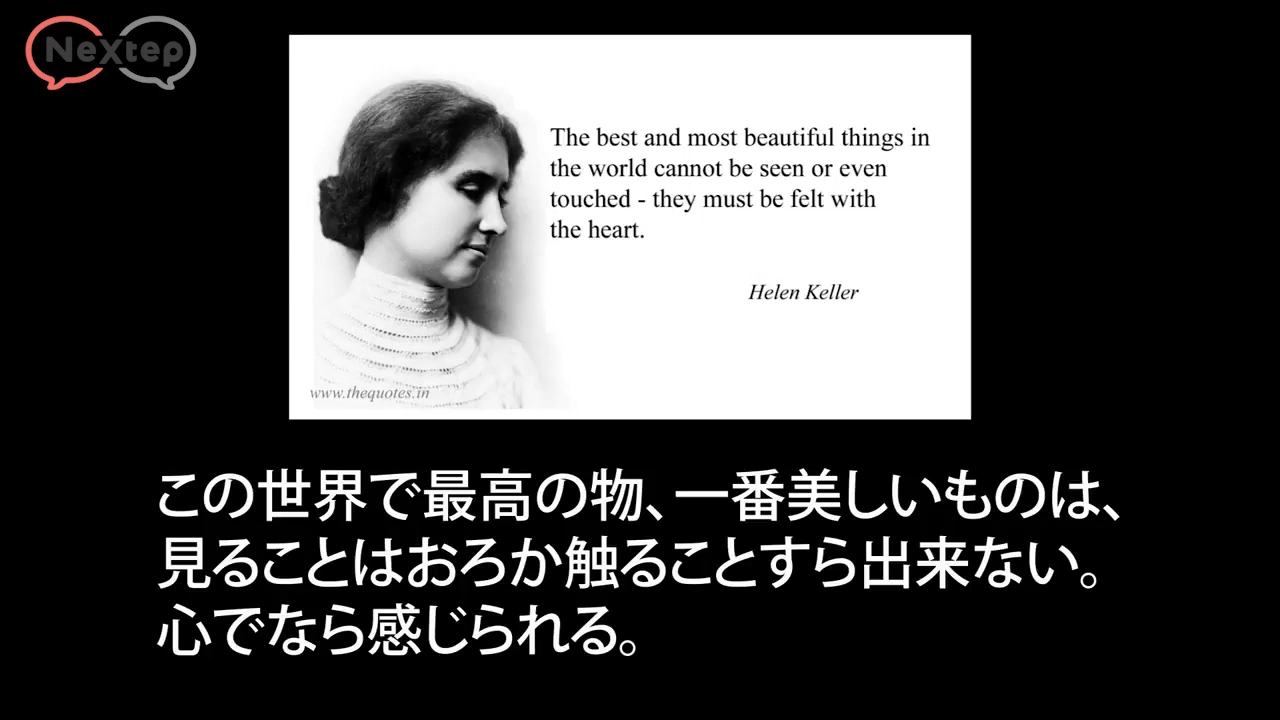 Nextep
The best and most beautiful things in
the world cannot be seen or even
touched - they must be felt with
the heart.
Helen Keller
www.thequotes.in
この世界で最高の物、一番美しいものは、
見ることはおろか触ることすら出来ない。
心でなら感じられる。